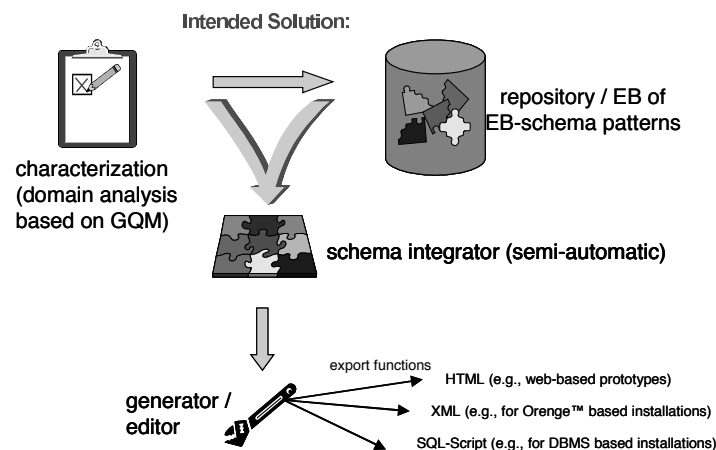 Intended Solution:
repository / EB of
EB-schema patterns
characterization
(domain analysis
based on GQM)
schema integrator (semi-automatic)
export functions
generator /
editor
HTML (e.g., web-based prototypes)
XML (e.g., for Orenge™ based installations)
SQL-Script (e.g., for DBMS based installations)